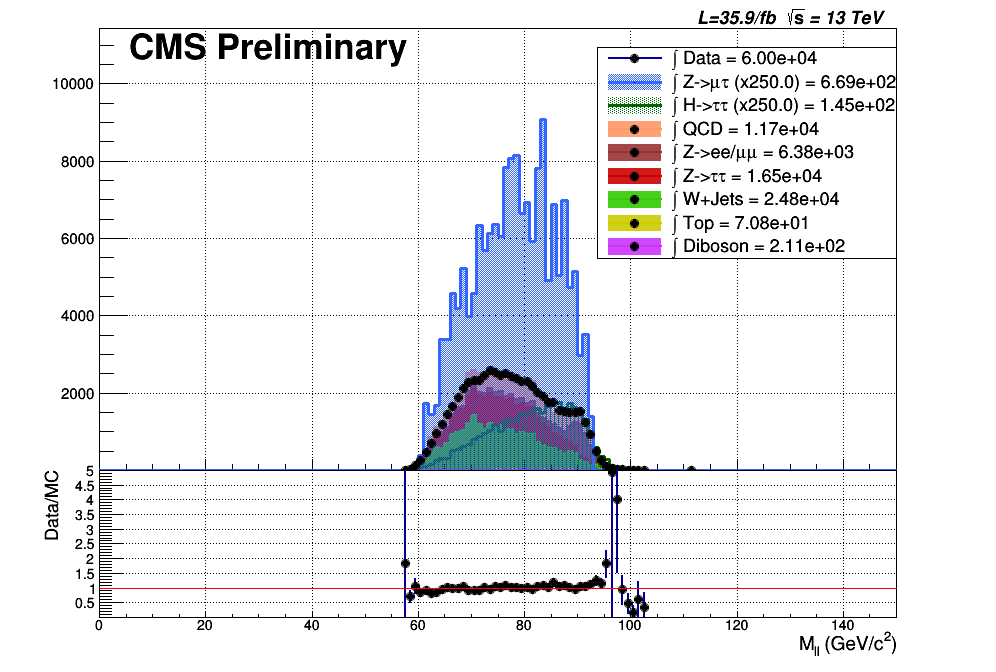 L=35.9/fb √s = 13 TeV
CMS Preliminary
∫ Data = 6.00e+04
∫ Z->μτ (x250.0) = 6.69e+02
∫ H->ττ (x250.0) = 1.45e+02
∫ QCD = 1.17e+04
∫ Z->ee/μμ = 6.38e+03
∫ Z->ττ = 1.65e+04
∫ W+Jets = 2.48e+04
∫ Top = 7.08e+01
∫ Diboson = 2.11e+02
10000
8000
6000
4000
2000
Data/MC
5
4.5
4
3.5
3
2.5
2
1.5
1
0.5
0 20 40 60 80 100 120 140
M_ll (GeV/c²)